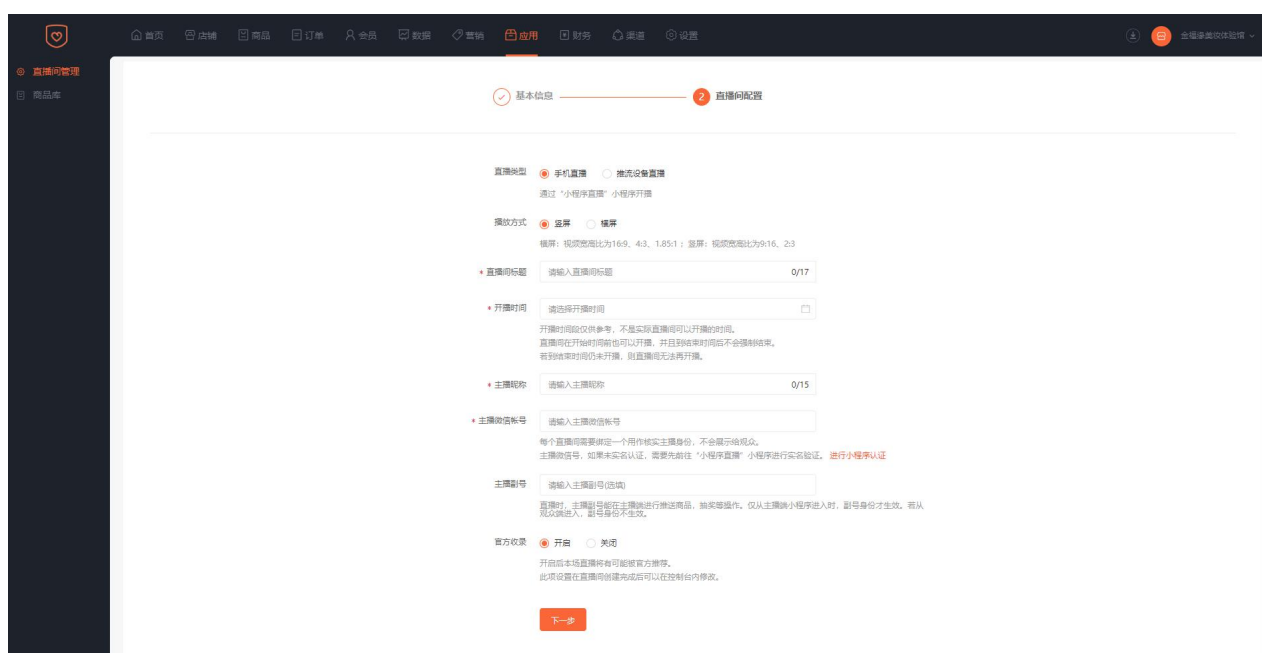 首页 店铺 商品 订单 会员 数据 营销 应用 财务 渠道 设置 金福缘美妆体验馆
直播间管理
商品库
基本信息 2 直播间配置
直播类型 手机直播 推流设备直播
通过“小程序直播”小程序开播
播放方式 竖屏 横屏
横屏：视频宽高比为16:9、4:3、1.85:1；竖屏：视频宽高比为9:16、2:3
* 直播间标题 请输入直播间标题 0/17
* 开播时间 请选择开播时间
开播时间段仅供参考，不是实际直播间可以开播的时间。
直播间在开始时间前也可以开播，并且到结束时间后不会强制结束。
若到结束时间仍未开播，则直播间无法再开播。
* 主播昵称 请输入主播昵称 0/15
* 主播微信帐号 请输入主播微信帐号
每个直播间需要绑定一个用作核实主播身份，不会展示给观众。
主播微信号，如果未实名认证，需要先前往“小程序直播”小程序进行实名验证。 进行小程序认证
主播副号 请输入主播副号(选填)
直播时，主播副号能在主播端进行推送商品，抽奖等操作。仅从主播端小程序进入时，副号身份才生效。若从
观众端进入，副号身份不生效。
官方收录 开启 关闭
开启后本场直播将有可能被官方推荐。
此项设置在直播间创建完成后可以在控制台内修改。
下一步